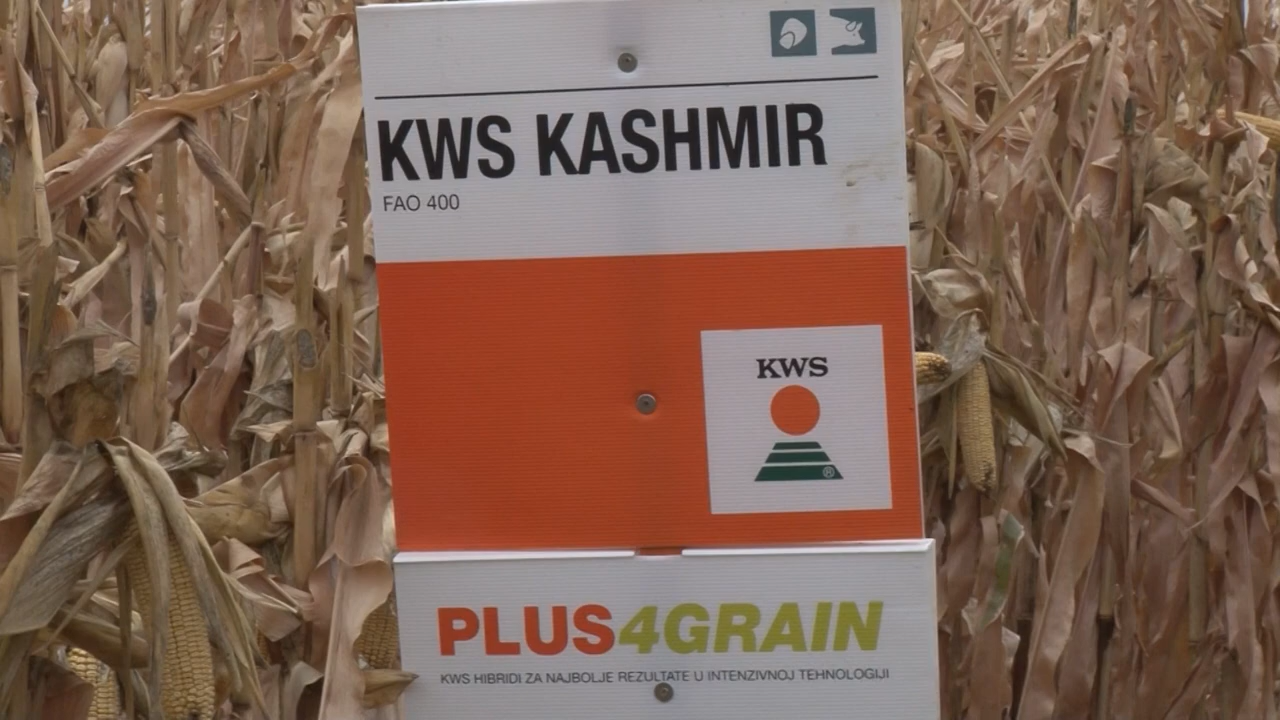 KWS KASHMIR
FAO 400
KWS
®
PLUS4GRAIN
KWS HIBRIDI ZA NAJBOLJE REZULTATE U INTENZIVNOJ TEHNOLOGIJI